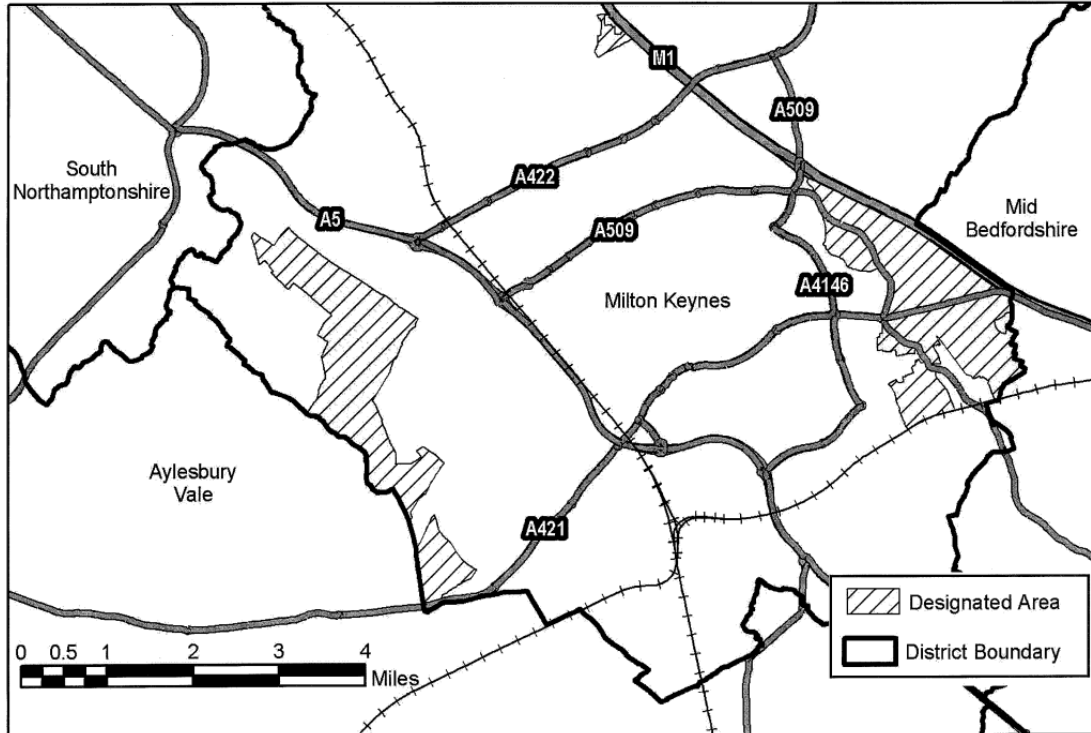 M1
A509
South
Northamptonshire
A422
A5
A509
Mid
Bedfordshire
Milton Keynes
A4146
Aylesbury
Vale
A421
Designated Area
District Boundary
0 0.5 1 2 3 4
Miles